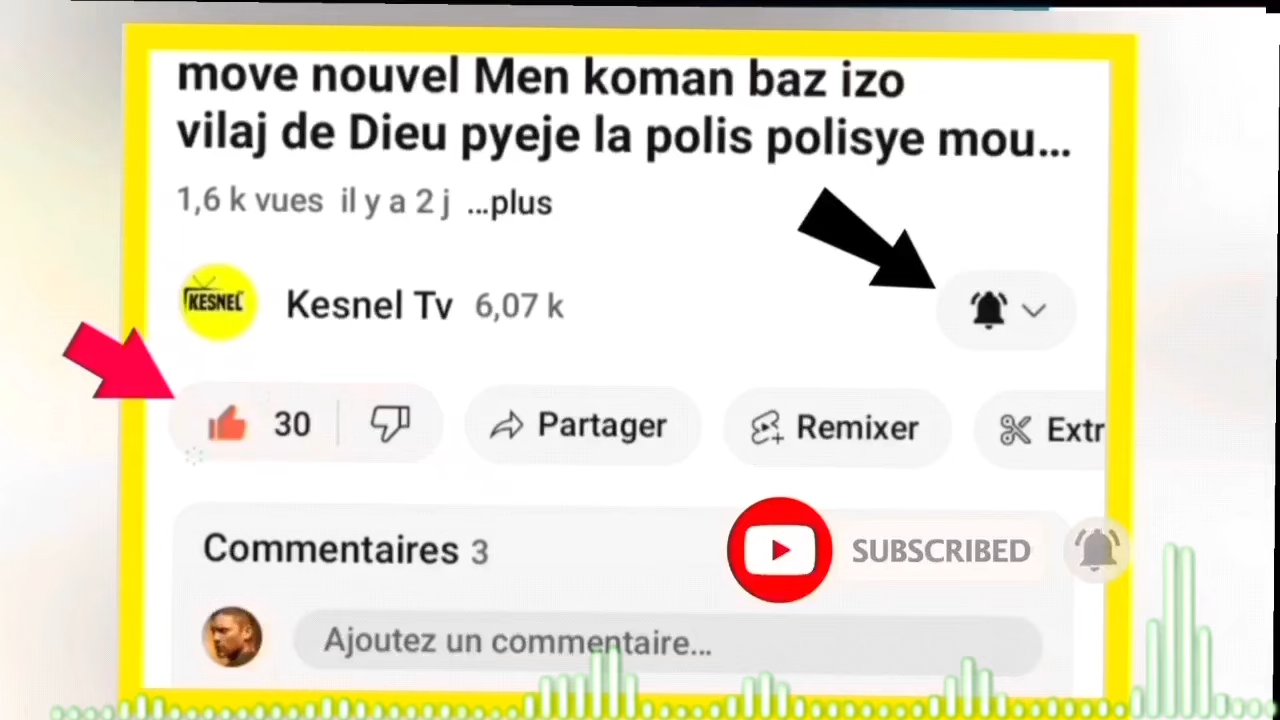 move nouvel Men koman baz izo
vilaj de Dieu pyeje la polis polisye mou...
1,6 k vues il y a 2 j ...plus
KESNEL
Kesnel Tv 6,07 k
30
Partager
Remixer
Extr
Commentaires 3
SUBSCRIBED
Ajoutez un commentaire...